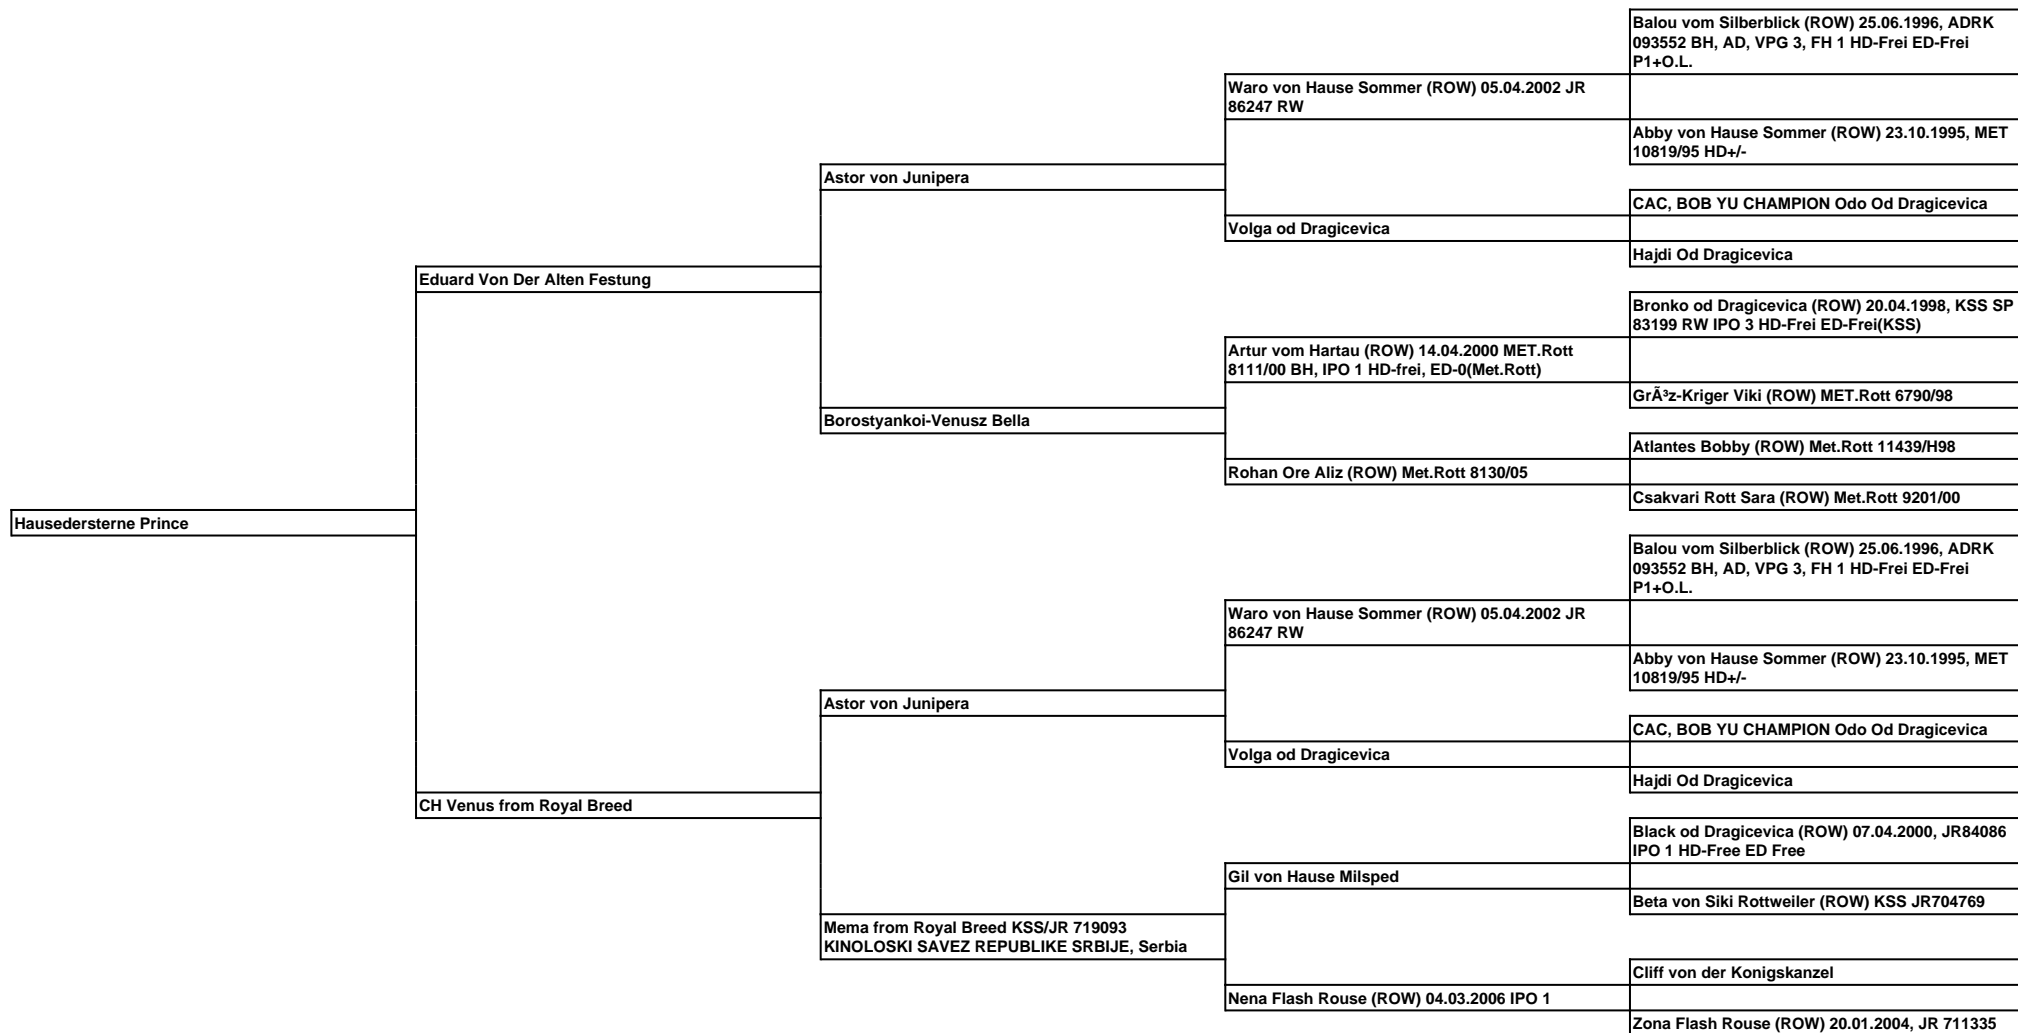 Balou vom Silberblick (ROW) 25.06.1996, ADRK
093552 BH, AD, VPG 3, FH 1 HD-Frei ED-Frei
P1+O.L.
Waro von Hause Sommer (ROW) 05.04.2002 JR
86247 RW
Abby von Hause Sommer (ROW) 23.10.1995, MET
10819/95 HD+/-
Astor von Junipera
CAC, BOB YU CHAMPION Odo Od Dragicevica
Volga od Dragicevica
Hajdi Od Dragicevica
Eduard Von Der Alten Festung
Bronko od Dragicevica (ROW) 20.04.1998, KSS SP
83199 RW IPO 3 HD-Frei ED-Frei(KSS)
Artur vom Hartau (ROW) 14.04.2000 MET.Rott
8111/00 BH, IPO 1 HD-frei, ED-0(Met.Rott)
GrÃ³z-Kriger Viki (ROW) MET.Rott 6790/98
Borostyankoi-Venusz Bella
Atlantes Bobby (ROW) Met.Rott 11439/H98
Rohan Ore Aliz (ROW) Met.Rott 8130/05
Csakvari Rott Sara (ROW) Met.Rott 9201/00
Hausedersterne Prince
Balou vom Silberblick (ROW) 25.06.1996, ADRK
093552 BH, AD, VPG 3, FH 1 HD-Frei ED-Frei
P1+O.L.
Waro von Hause Sommer (ROW) 05.04.2002 JR
86247 RW
Abby von Hause Sommer (ROW) 23.10.1995, MET
10819/95 HD+/-
Astor von Junipera
CAC, BOB YU CHAMPION Odo Od Dragicevica
Volga od Dragicevica
Hajdi Od Dragicevica
CH Venus from Royal Breed
Black od Dragicevica (ROW) 07.04.2000, JR84086
IPO 1 HD-Free ED Free
Gil von Hause Milsped
Beta von Siki Rottweiler (ROW) KSS JR704769
Mema from Royal Breed KSS/JR 719093
KINOLOSKI SAVEZ REPUBLIKE SRBIJE, Serbia
Cliff von der Konigskanzel
Nena Flash Rouse (ROW) 04.03.2006 IPO 1
Zona Flash Rouse (ROW) 20.01.2004, JR 711335